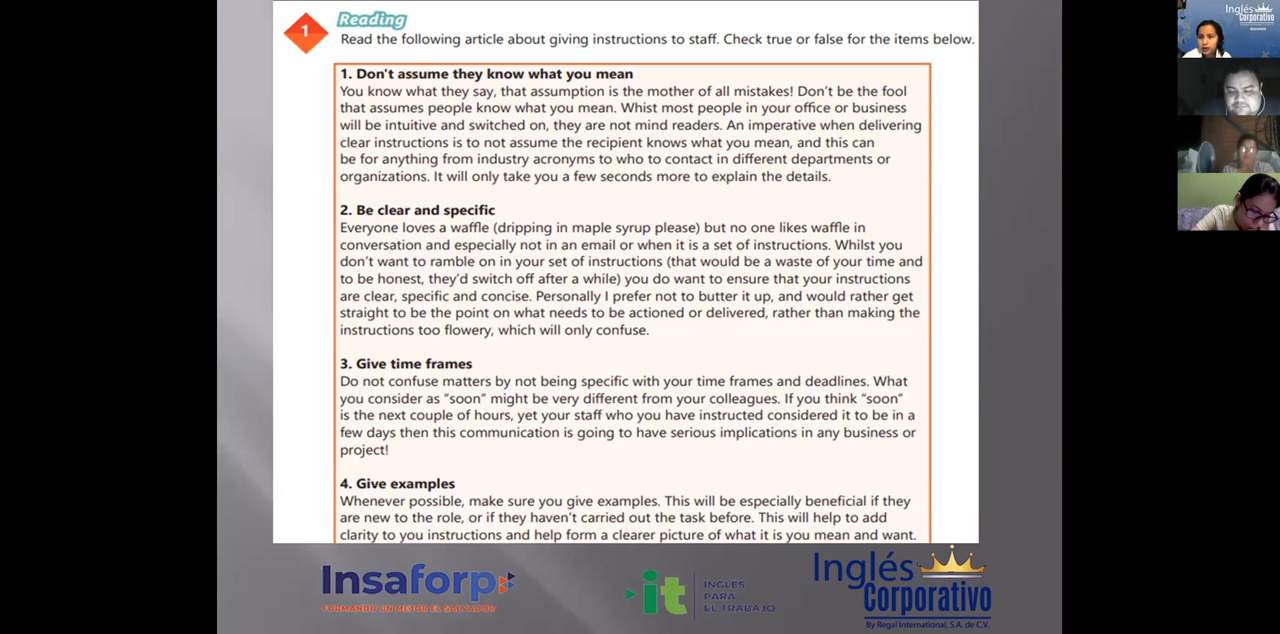 Reading
1
Read the following article about giving instructions to staff. Check true or false for the items below.
1. Don't assume they know what you mean
You know what they say, that assumption is the mother of all mistakes! Don't be the fool
that assumes people know what you mean. Whist most people in your office or business
will be intuitive and switched on, they are not mind readers. An imperative when delivering
clear instructions is to not assume the recipient knows what you mean, and this can
be for anything from industry acronyms to who to contact in different departments or
organizations. It will only take you a few seconds more to explain the details.
2. Be clear and specific
Everyone loves a waffle (dripping in maple syrup please) but no one likes waffle in
conversation and especially not in an email or when it is a set of instructions. Whilst you
don't want to ramble on in your set of instructions (that would be a waste of your time and
to be honest, they'd switch off after a while) you do want to ensure that your instructions
are clear, specific and concise. Personally I prefer not to butter it up, and would rather get
straight to be the point on what needs to be actioned or delivered, rather than making the
instructions too flowery, which will only confuse.
3. Give time frames
Do not confuse matters by not being specific with your time frames and deadlines. What
you consider as "soon" might be very different from your colleagues. If you think "soon"
is the next couple of hours, yet your staff who you have instructed considered it to be in a
few days then this communication is going to have serious implications in any business or
project!
4. Give examples
Whenever possible, make sure you give examples. This will be especially beneficial if they
are new to the role, or if they haven't carried out the task before. This will help to add
clarity to you instructions and help form a clearer picture of what it is you mean and want.
Insaforp
FORMANDO UN MEJOR EL SALVADOR
it
INGLES
PARA
EL TRABAJO
Inglés
Corporativo
By Regal International, S.A. de C.V.
Inglés
Corporativo